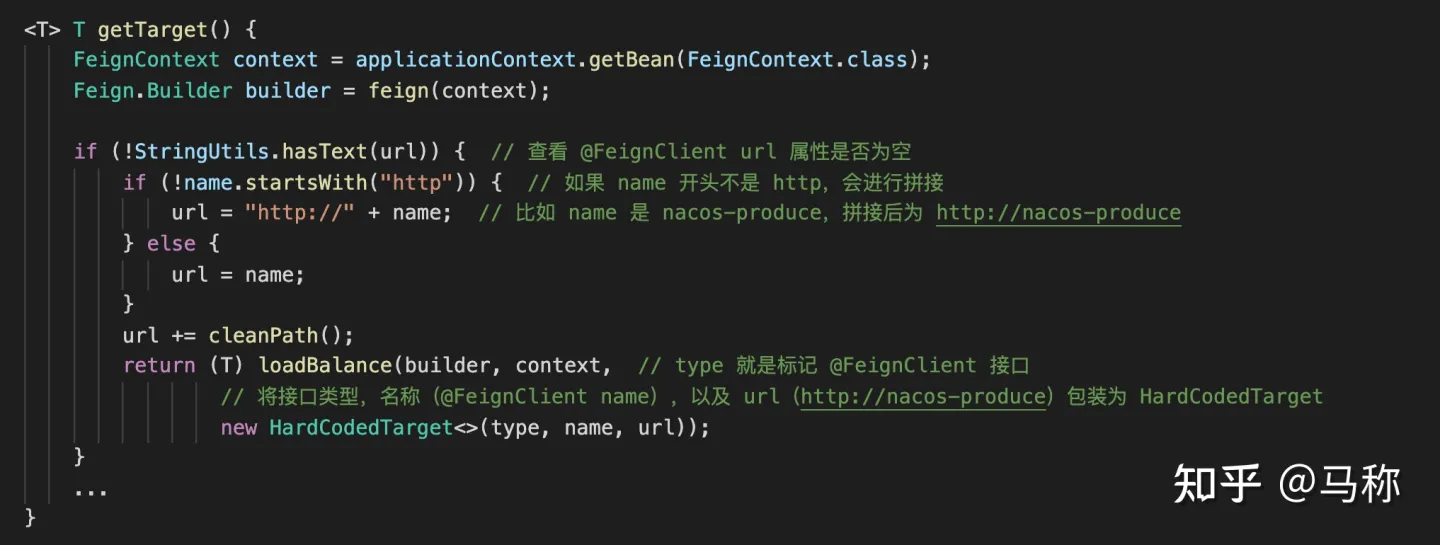 <T> T getTarget() {
    FeignContext context = applicationContext.getBean(FeignContext.class);
    Feign.Builder builder = feign(context);

    if (!StringUtils.hasText(url)) {  // 查看 @FeignClient url 属性是否为空
        if (!name.startsWith("http")) {  // 如果 name 开头不是 http，会进行拼接
            url = "http://" + name;  // 比如 name 是 nacos-produce，拼接后为 http://nacos-produce
        } else {
            url = name;
        }
        url += cleanPath();
        return (T) loadBalance(builder, context,  // type 就是标记 @FeignClient 接口
                // 将接口类型，名称（@FeignClient name），以及 url（http://nacos-produce）包装为 HardCodedTarget
                new HardCodedTarget<>(type, name, url));
    }
    ...
}
知乎 @马称